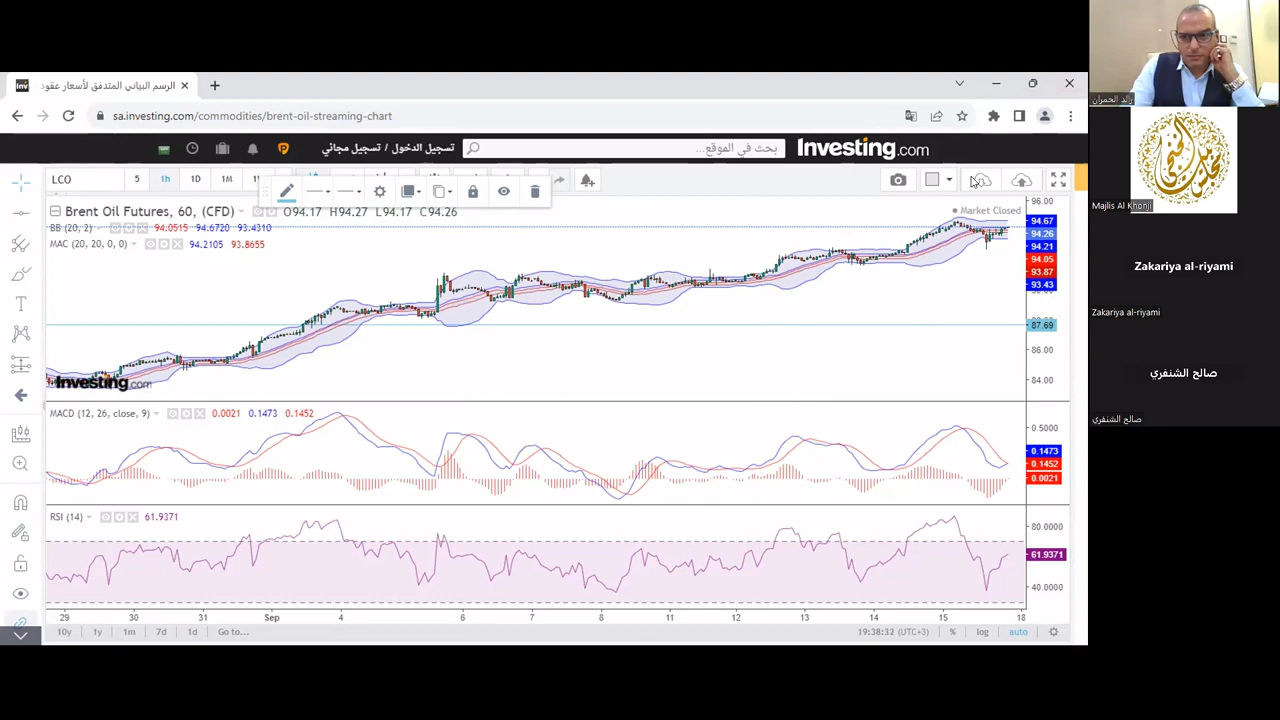 الرسم البياني المتدفق لأسعار عقود
sa.investing.com/commodities/brent-oil-streaming-chart
تسجيل الدخول / تسجيل مجاني
بحث في الموقع...
Investing.com
LCO 5 1h 1D 1M
Brent Oil Futures, 60, (CFD) O94.17 H94.27 L94.17 C94.26
BB (20, 2) 94.0515 94.6720 93.4310
MAC (20, 20, 0, 0) 94.2105 93.8655
Market Closed
96.00
94.67
94.26
94.21
94.05
93.87
93.43
87.69
86.00
84.00
Investing.com
MACD (12, 26, close, 9) 0.0021 0.1473 0.1452
0.5000
0.1473
0.1452
0.0021
RSI (14) 61.9371
80.0000
61.9371
40.0000
29 30 31 Sep 4 6 7 8 11 12 13 14 15 18
10y 1y 1m 7d 1d Go to... 19:38:32 (UTC+3) % log auto
رائد الحمران
مجلس الخنجي
Majlis Al Khonji
Zakariya al-riyami
Zakariya al-riyami
صالح الشنفري
صالح الشنفري